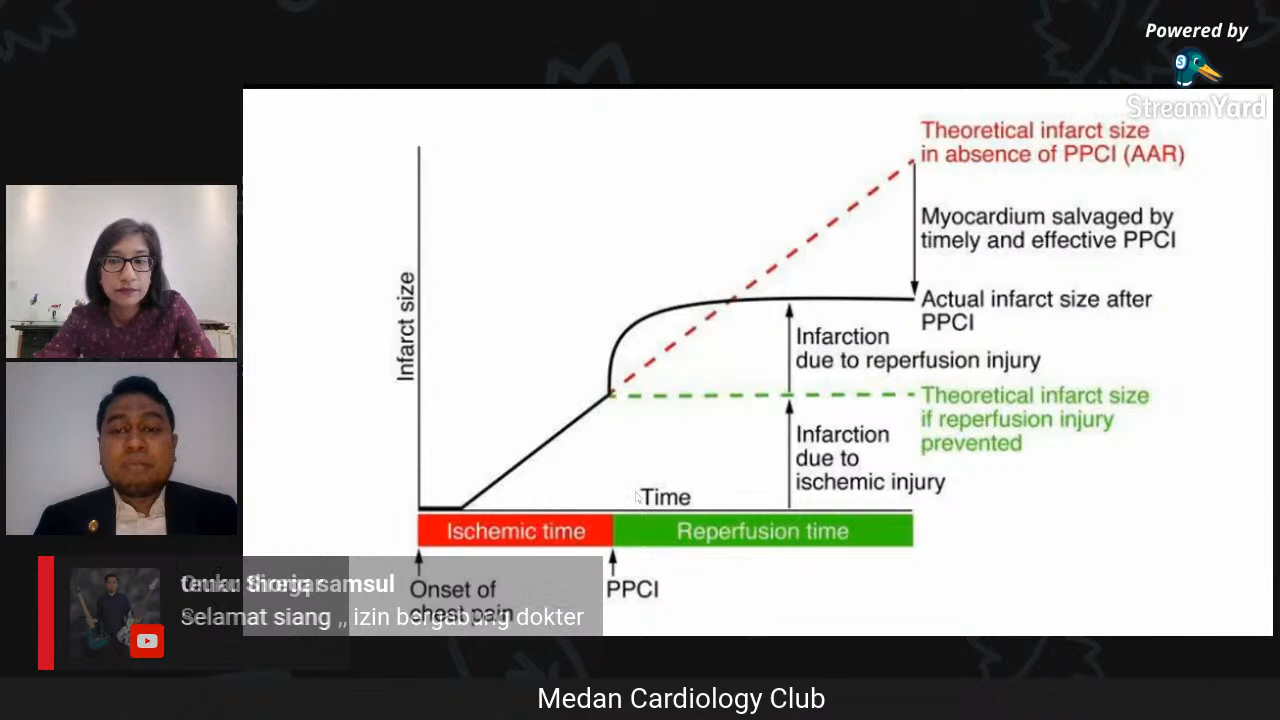 Powered by
StreamYard
Theoretical infarct size
in absence of PPCI (AAR)
Myocardium salvaged by
timely and effective PPCI
Actual infarct size after
PPCI
Infarct size
Infarction
due to reperfusion injury
Theoretical infarct size
if reperfusion injury
prevented
Infarction
due to
ischemic injury
Time
Ischemic time
Reperfusion time
Onset of
chest pain
PPCI
samsul
Selamat siang ,, izin bergabung dokter
Medan Cardiology Club